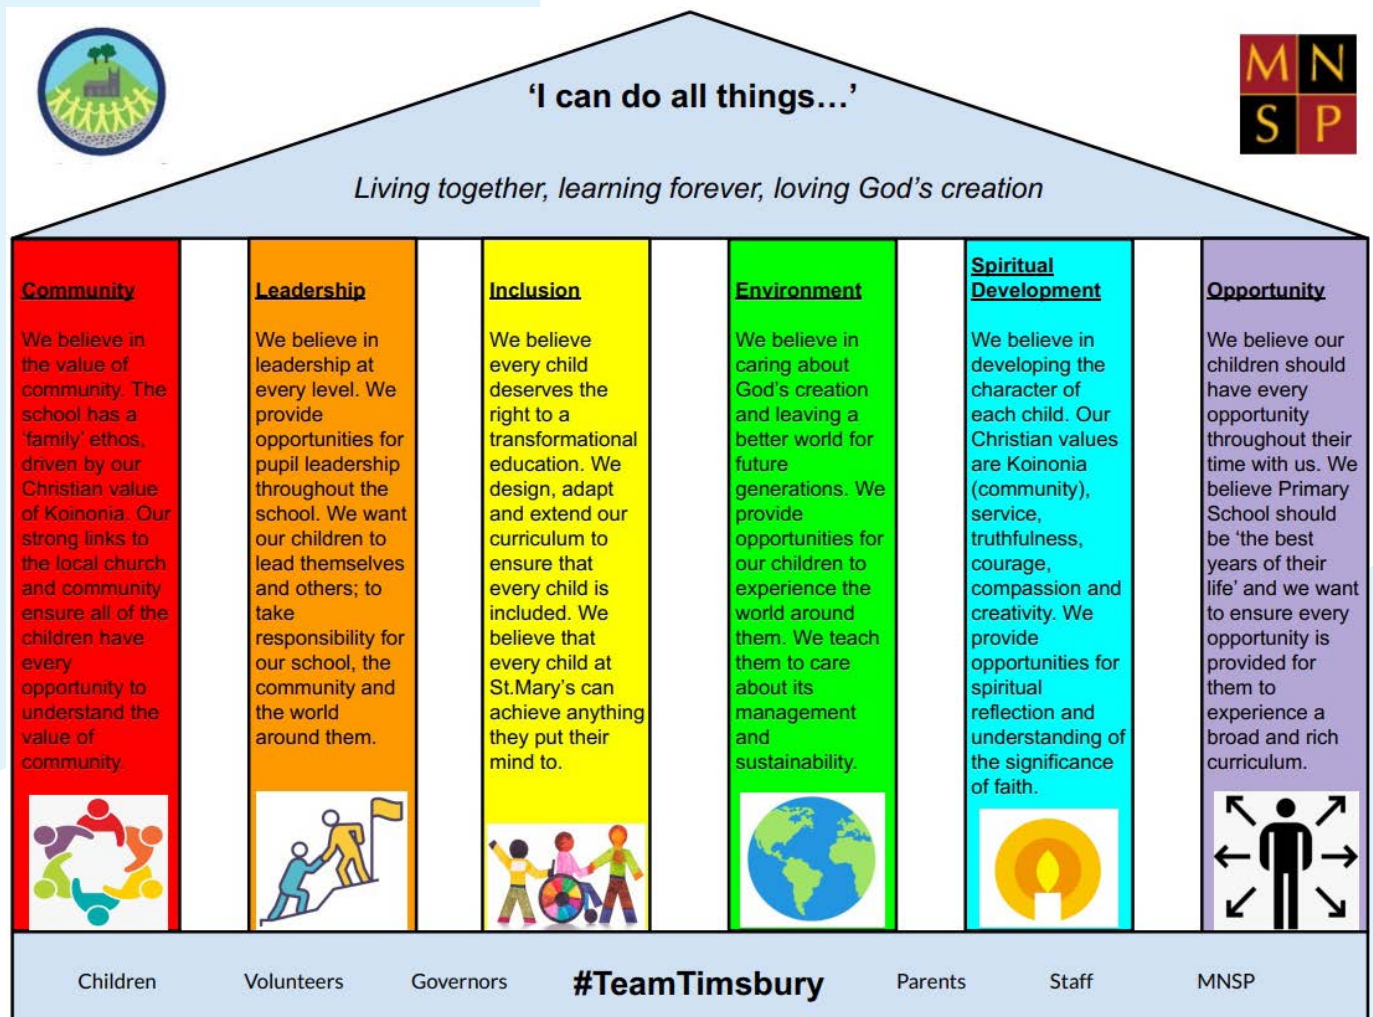 M N
S P
‘I can do all things…’
Living together, learning forever, loving God’s creation
Community
We believe in
the value of
community. The
school has a
‘family’ ethos,
driven by our
Christian value
of Koinonia. Our
strong links to
the local church
and community
ensure all of the
children have
every
opportunity to
understand the
value of
community.
Leadership
We believe in
leadership at
every level. We
provide
opportunities for
pupil leadership
throughout the
school. We want
our children to
lead themselves
and others; to
take
responsibility for
our school, the
community and
the world
around them.
Inclusion
We believe
every child
deserves the
right to a
transformational
education. We
design, adapt
and extend our
curriculum to
ensure that
every child is
included. We
believe that
every child at
St.Mary’s can
achieve anything
they put their
mind to.
Environment
We believe in
caring about
God’s creation
and leaving a
better world for
future
generations. We
provide
opportunities for
our children to
experience the
world around
them. We teach
them to care
about its
management
and
sustainability.
Spiritual
Development
We believe in
developing the
character of
each child. Our
Christian values
are Koinonia
(community),
service,
truthfulness,
courage,
compassion and
creativity. We
provide
opportunities for
spiritual
reflection and
understanding of
the significance
of faith.
Opportunity
We believe our
children should
have every
opportunity
throughout their
time with us. We
believe Primary
School should
be ‘the best
years of their
life’ and we want
to ensure every
opportunity is
provided for
them to
experience a
broad and rich
curriculum.
Children Volunteers Governors #TeamTimsbury Parents Staff MNSP